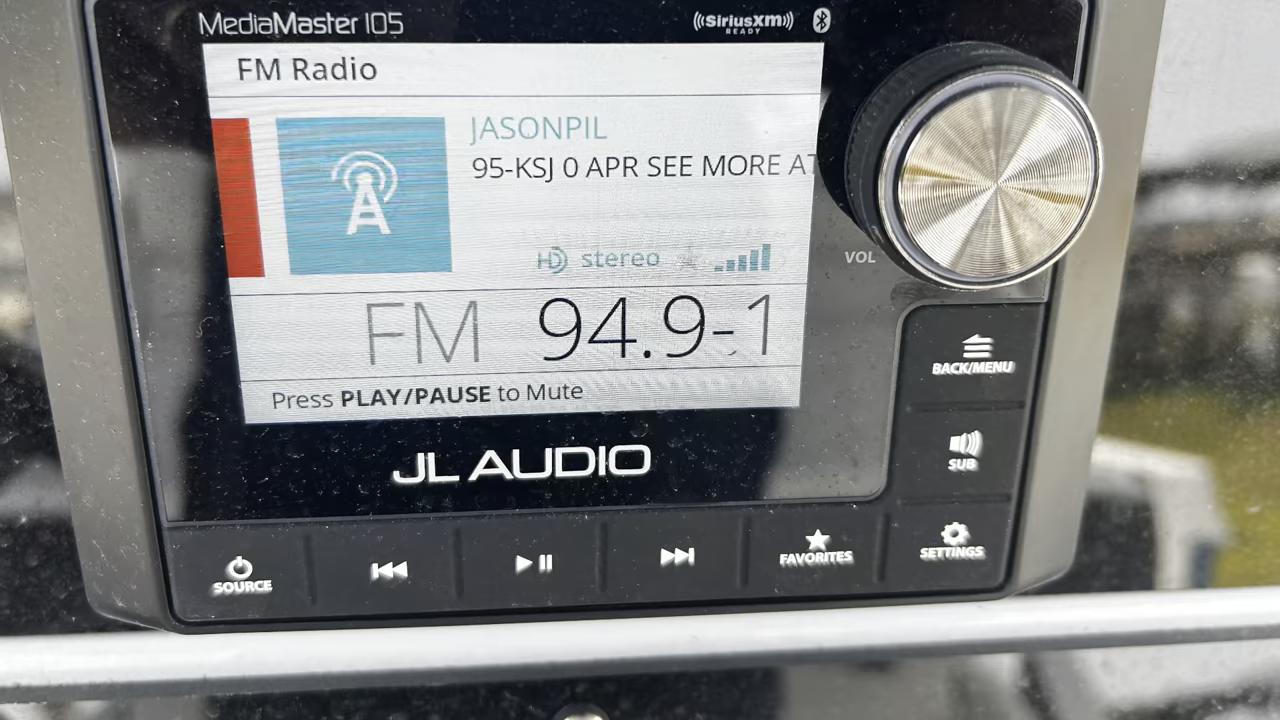 MediaMaster 105
((SiriusXM))
READY
FM Radio
JASONPIL
95-KSJ 0 APR SEE MORE AT
HD stereo
VOL
FM 94.9-1
BACK/MENU
Press PLAY/PAUSE to Mute
JL AUDIO
SUB
SOURCE
FAVORITES
SETTINGS